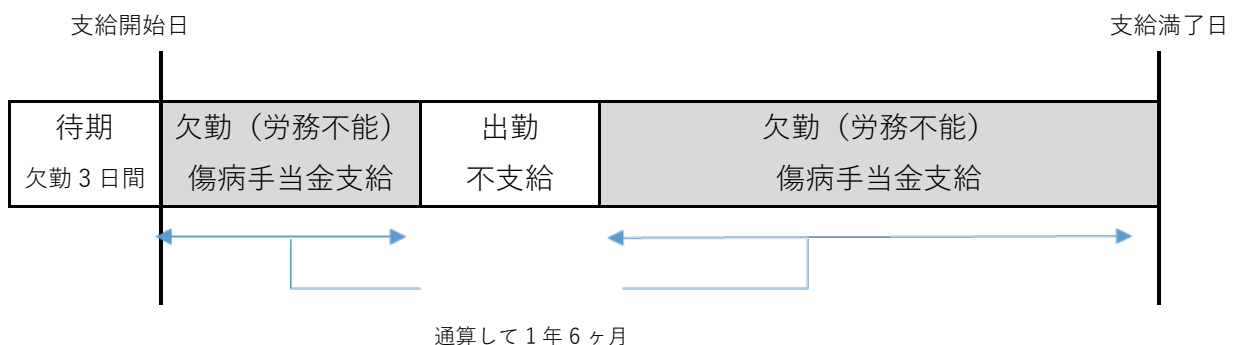 支給開始日
支給満了日
待期
欠勤3日間
欠勤（労務不能）
傷病手当金支給
出勤
不支給
欠勤（労務不能）
傷病手当金支給
通算して1年6ヶ月